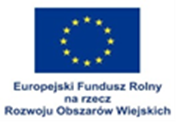 Europejski Fundusz Rolny
na rzecz
Rozwoju Obszarów Wiejskich